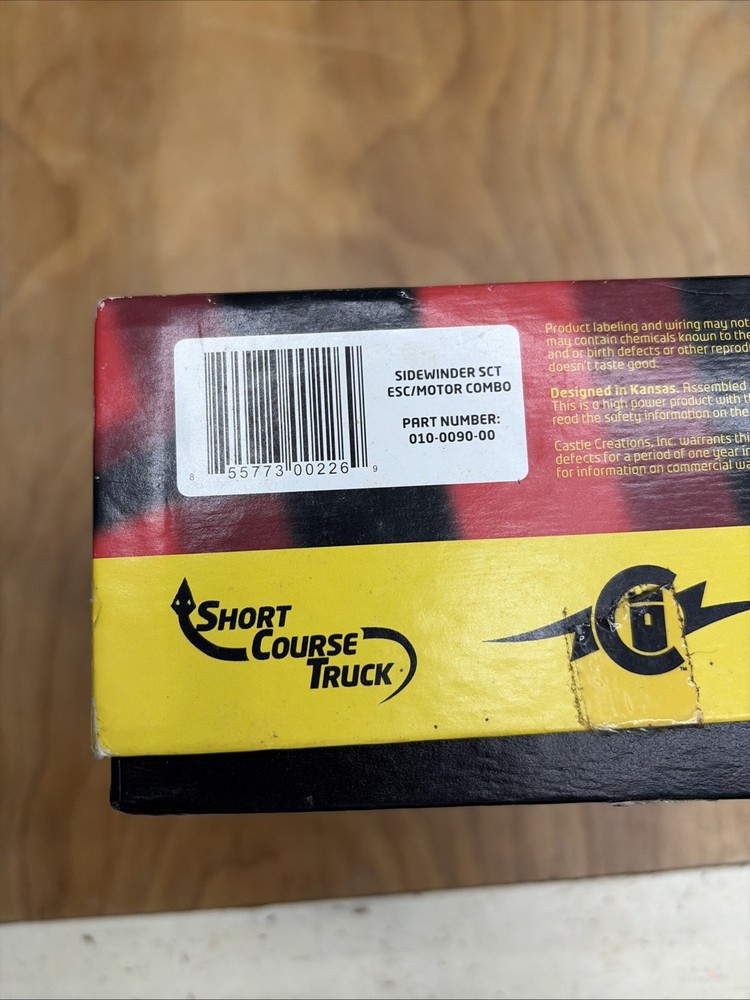 SIDEWINDER SCT
ESC/MOTOR COMBO
PART NUMBER:
010-0090-00
8 55773 00226 9
Product labeling and wiring may not
may contain chemicals known to the
and or birth defects or other reprod
doesn't taste good.
Designed in Kansas. Assembled
This is a high power product with th
read the safety information on the
Castle Creations, Inc. warrants thi
defects for a period of one year in
for information on commercial wa
SHORT
COURSE
TRUCK
TM